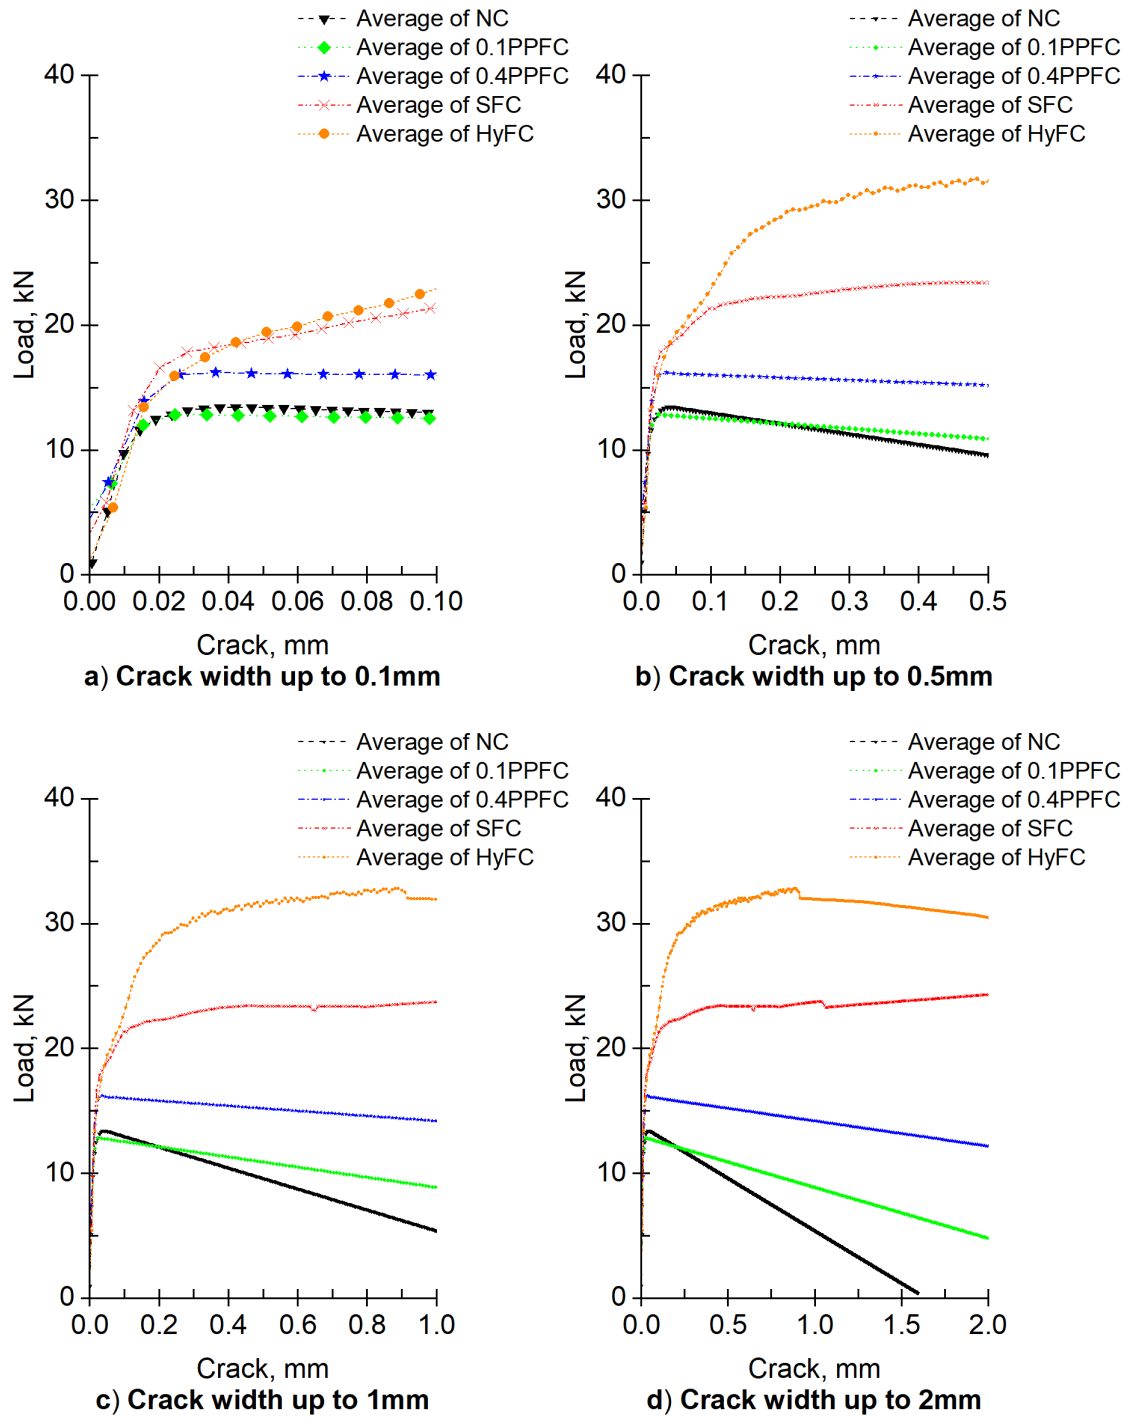 Average of NC
Average of 0.1PPFC
Average of 0.4PPFC
Average of SFC
Average of HyFC
40
30
20
10
0
Load, kN
0.00 0.02 0.04 0.06 0.08 0.10
Crack, mm
a) Crack width up to 0.1mm
Average of NC
Average of 0.1PPFC
Average of 0.4PPFC
Average of SFC
Average of HyFC
40
30
20
10
0
Load, kN
0.0 0.1 0.2 0.3 0.4 0.5
Crack, mm
b) Crack width up to 0.5mm
Average of NC
Average of 0.1PPFC
Average of 0.4PPFC
Average of SFC
Average of HyFC
40
30
20
10
0
Load, kN
0.0 0.2 0.4 0.6 0.8 1.0
Crack, mm
c) Crack width up to 1mm
Average of NC
Average of 0.1PPFC
Average of 0.4PPFC
Average of SFC
Average of HyFC
40
30
20
10
0
Load, kN
0.0 0.5 1.0 1.5 2.0
Crack, mm
d) Crack width up to 2mm